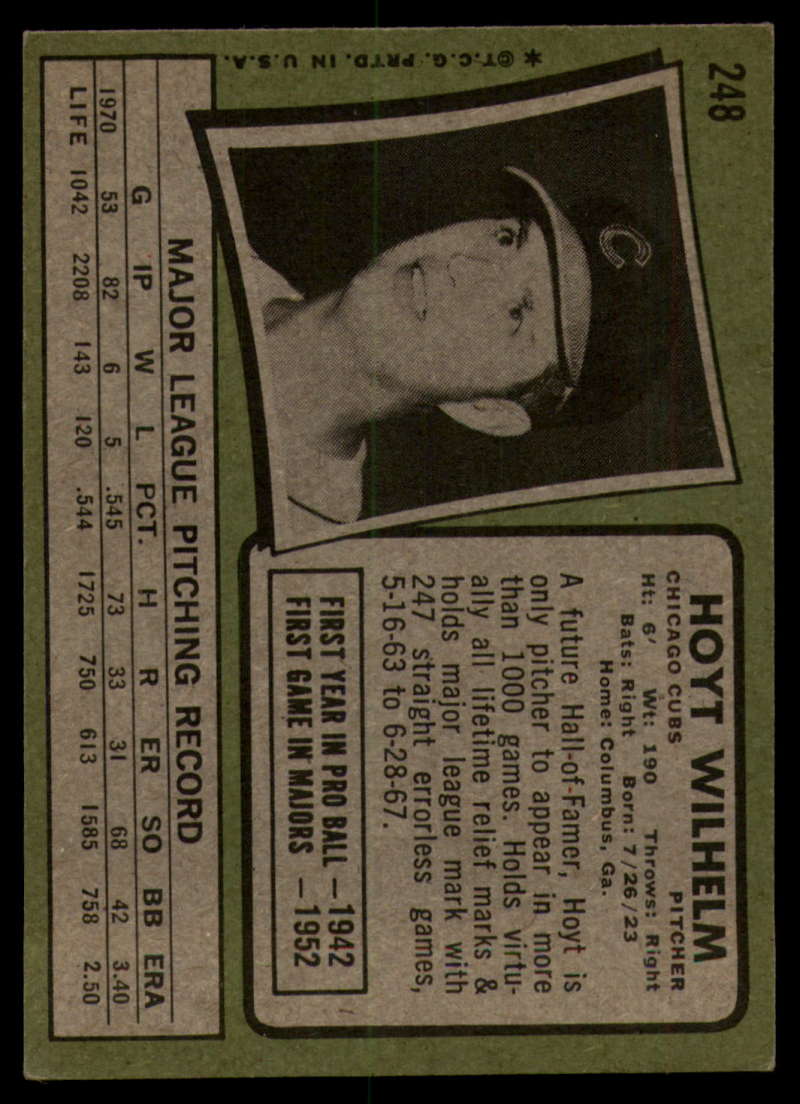 248
*©T.C.G. PRTD. IN U.S.A.
C
HOYT WILHELM
CHICAGO CUBS PITCHER
Ht: 6' Wt: 190 Throws: Right
Bats: Right Born: 7/26/23
Home: Columbus, Ga.
A future Hall-of-Famer, Hoyt is
only pitcher to appear in more
than 1000 games. Holds virtu-
ally all lifetime relief marks &
holds major league mark with
247 straight errorless games,
5-16-63 to 6-28-67.
FIRST YEAR IN PRO BALL—1942
FIRST GAME IN MAJORS —1952
MAJOR LEAGUE PITCHING RECORD
G IP W L PCT. H R ER SO BB ERA
1970 53 82 6 5 .545 73 33 31 68 42 3.40
LIFE 1042 2208 143 120 .544 1725 750 613 1585 758 2.50